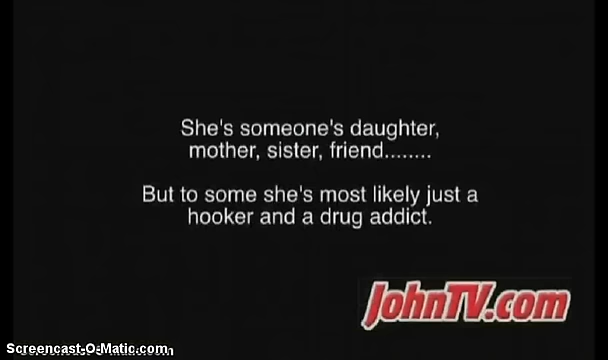 She's someone's daughter,
mother, sister, friend........
But to some she's most likely just a
hooker and a drug addict.
JohnTV.com
Screencast-O-Matic.com